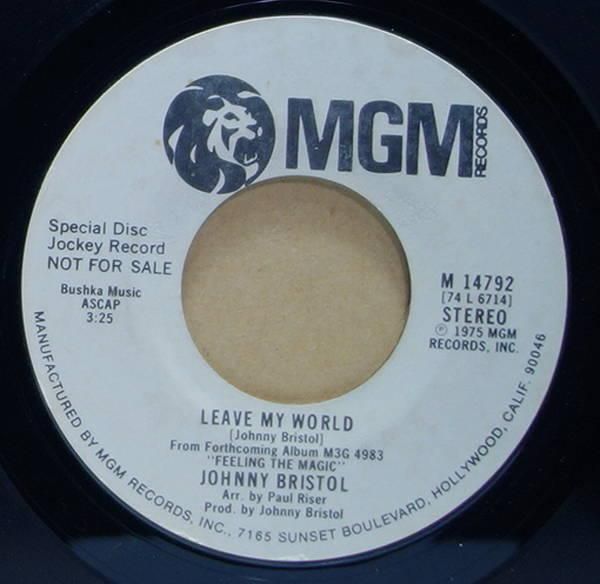 MGM
RECORDS
Special Disc
Jockey Record
NOT FOR SALE
Bushka Music
ASCAP
3:25
M 14792
[74 L 6714]
STEREO
℗ 1975 MGM
RECORDS, INC.
LEAVE MY WORLD
[Johnny Bristol]
From Forthcoming Album M3G 4983
"FEELING THE MAGIC"
JOHNNY BRISTOL
Arr. by Paul Riser
Prod. by Johnny Bristol
MANUFACTURED BY MGM RECORDS, INC., 7165 SUNSET BOULEVARD, HOLLYWOOD, CALIF. 90046